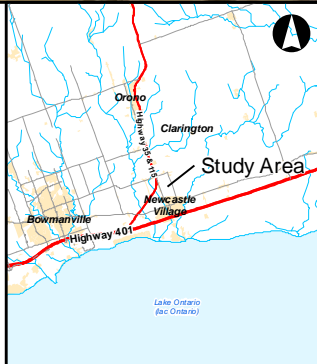 Orono
Highway 35 & 115
Clarington
Study Area
Newcastle
Village
Bowmanville
Highway 401
Lake Ontario
(lac Ontario)